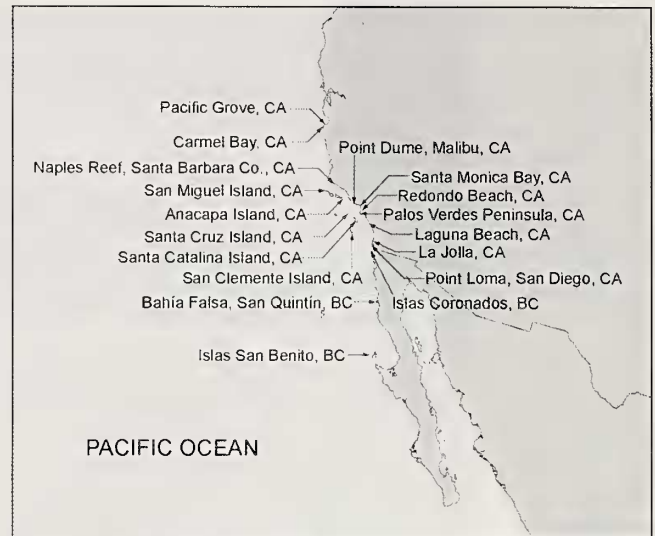 Pacific Grove, CA
Carmel Bay, CA
Point Dume, Malibu, CA
Naples Reef, Santa Barbara Co., CA
Santa Monica Bay, CA
San Miguel Island, CA
Redondo Beach, CA
Anacapa Island, CA
Palos Verdes Peninsula, CA
Santa Cruz Island, CA
Laguna Beach, CA
Santa Catalina Island, CA
La Jolla, CA
San Clemente Island, CA
Point Loma, San Diego, CA
Bahía Falsa, San Quintín, BC
Islas Coronados, BC
Islas San Benito, BC
PACIFIC OCEAN